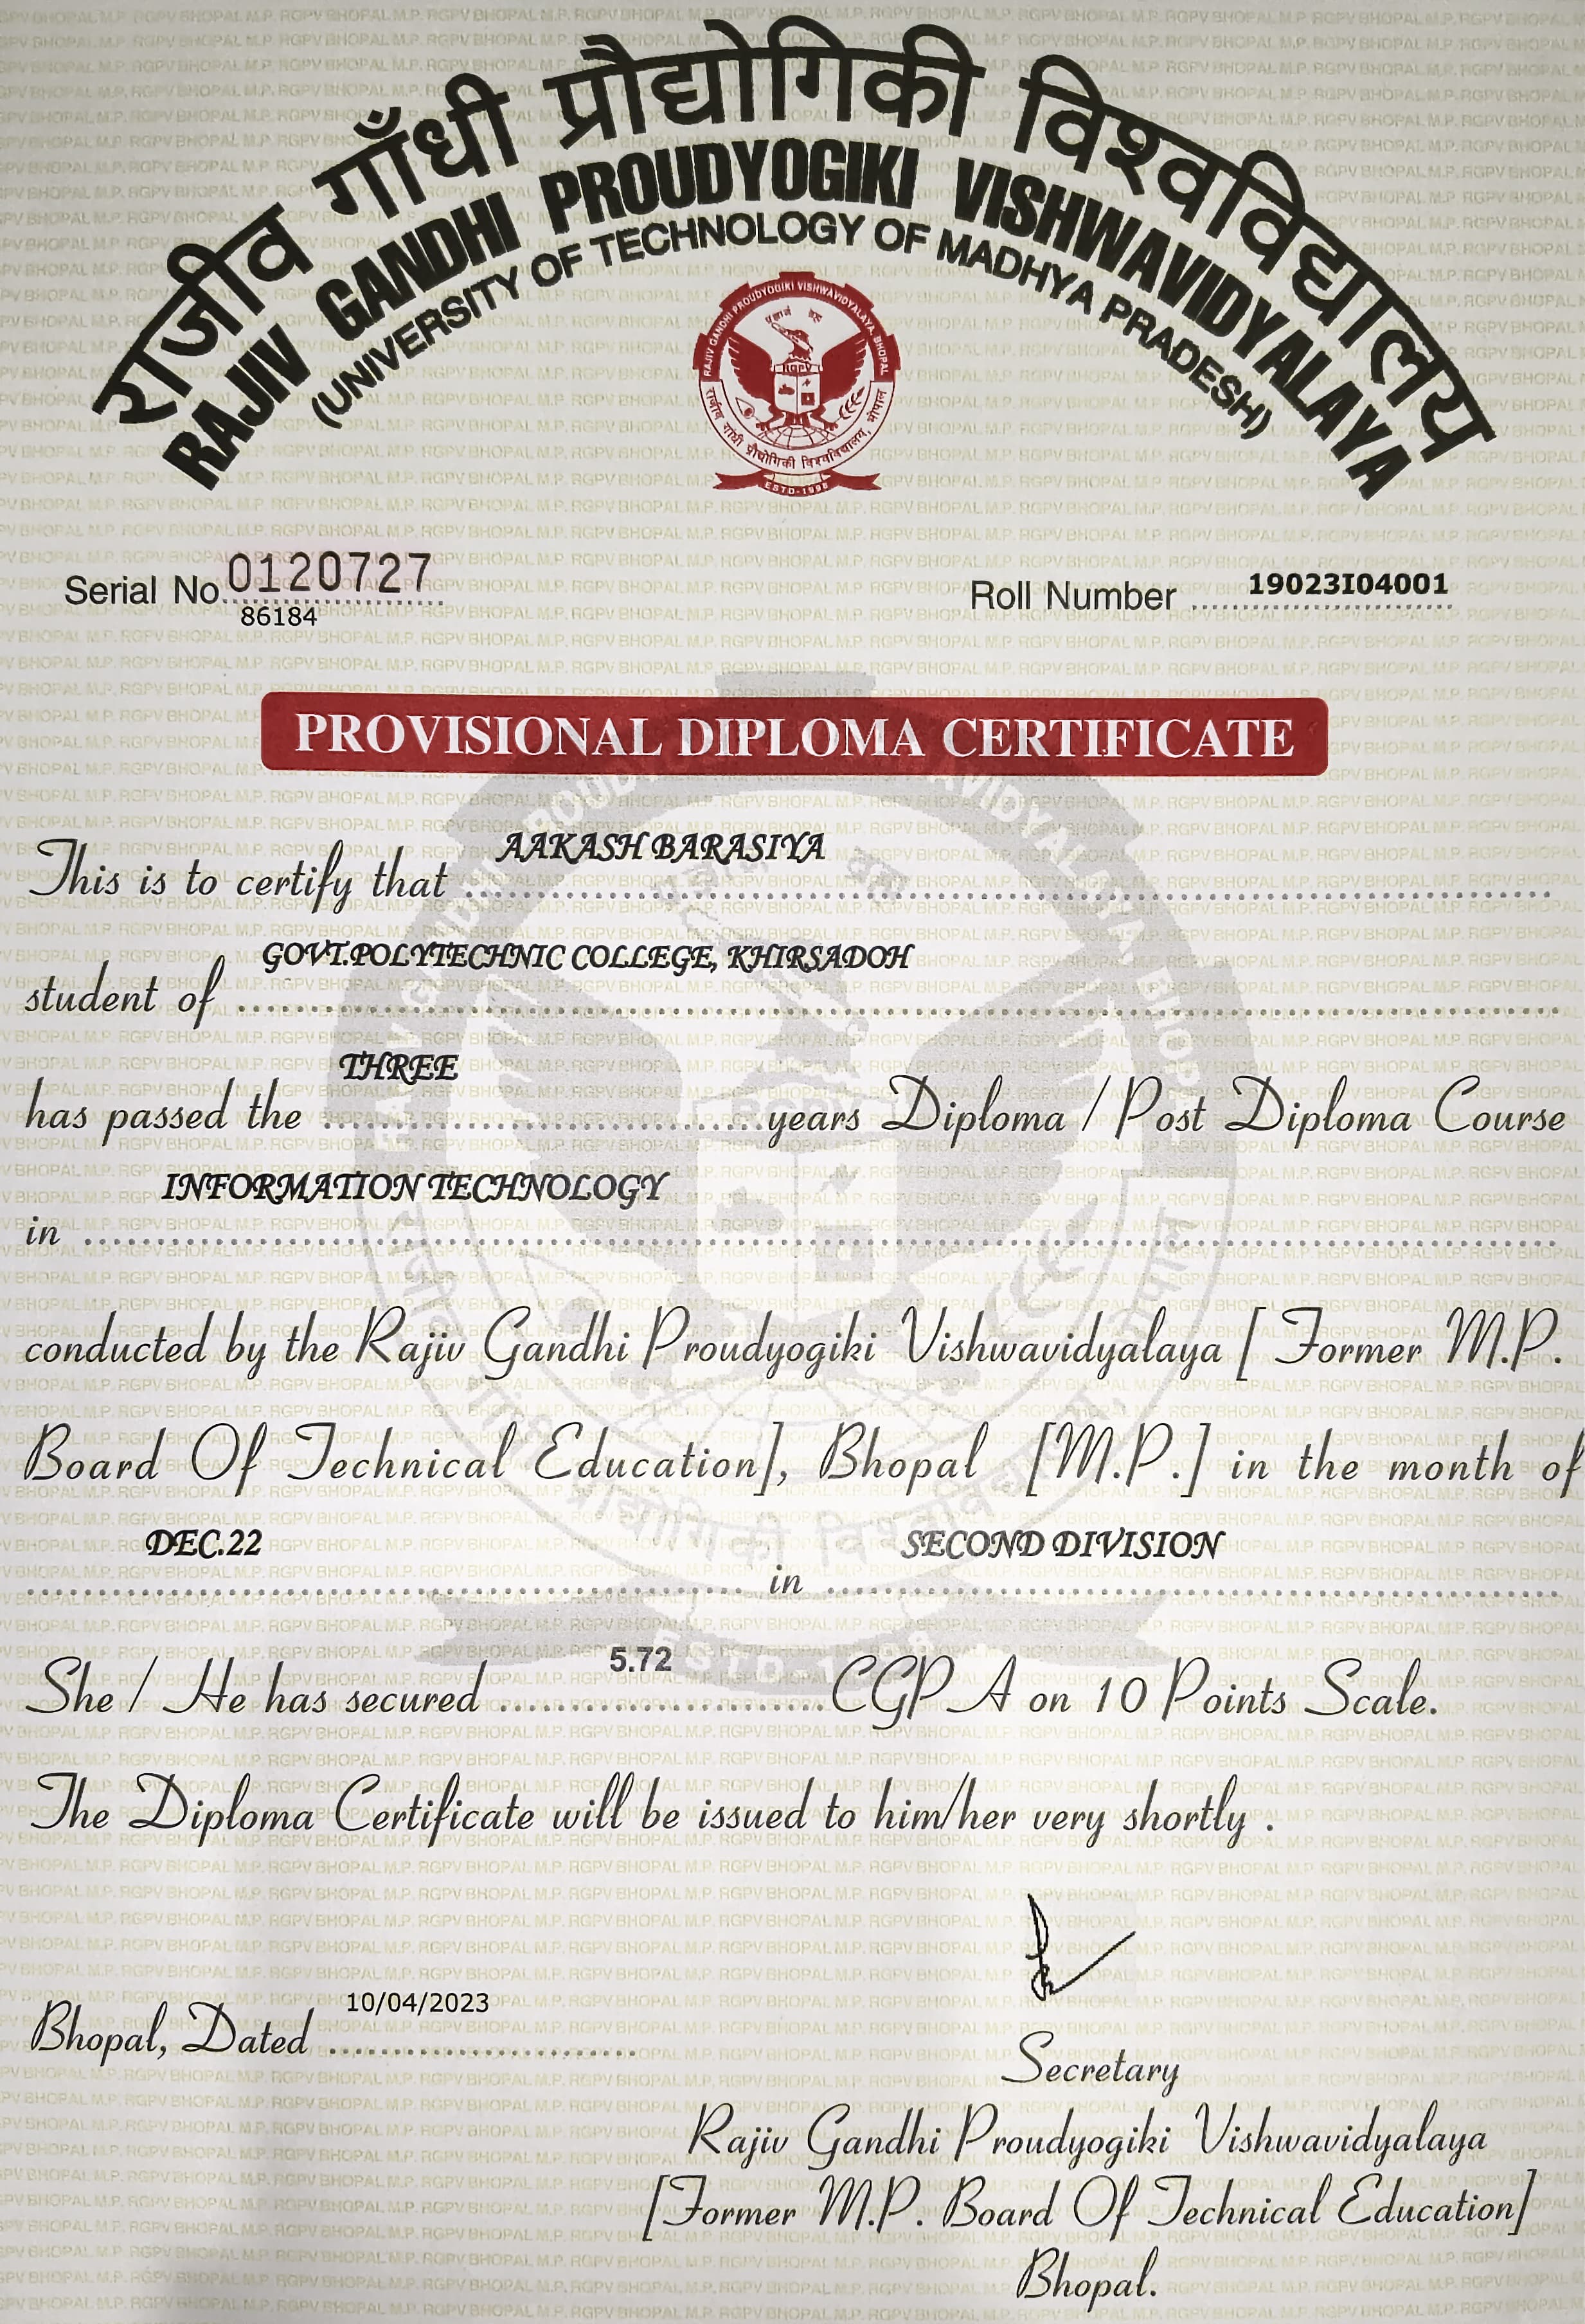 राजीव गाँधी प्रौद्योगिकी विश्वविद्यालय
RAJIV GANDHI PROUDYOGIKI VISHWAVIDYALAYA
(UNIVERSITY OF TECHNOLOGY OF MADHYA PRADESH)
RAJIV GANDHI PROUDYOGIKI VISHWAVIDYALAYA, BHOPAL
RGPV
राजीव गांधी प्रौद्योगिकी विश्वविद्यालय, भोपाल
ESTD-1998
Serial No. 0120727
86184
Roll Number 19023I04001
PROVISIONAL DIPLOMA CERTIFICATE
This is to certify that AAKASH BARASIYA
student of GOVT.POLYTECHNIC COLLEGE, KHIRSADOH
has passed the THREE years Diploma / Post Diploma Course
in INFORMATION TECHNOLOGY
conducted by the Rajiv Gandhi Proudyogiki Vishwavidyalaya [ Former M.P.
Board Of Technical Education], Bhopal [M.P.] in the month of
DEC.22 in SECOND DIVISION
She / He has secured 5.72 CGP A on 10 Points Scale.
The Diploma Certificate will be issued to him/her very shortly .
Bhopal, Dated 10/04/2023
Secretary
Rajiv Gandhi Proudyogiki Vishwavidyalaya
[Former M.P. Board Of Technical Education]
Bhopal.